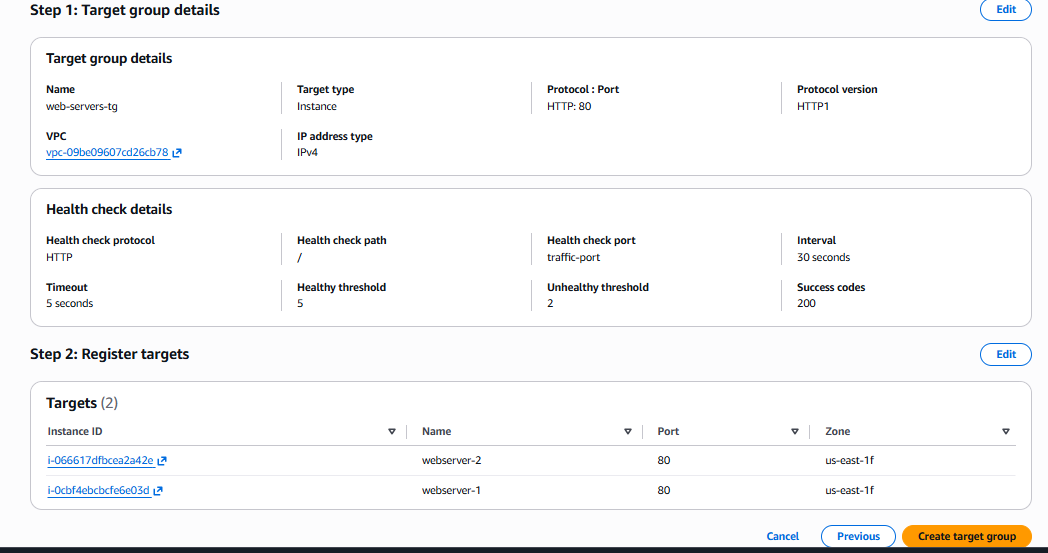 Step 1: Target group details
Edit
Target group details
Name
Target type
Protocol : Port
Protocol version
web-servers-tg
Instance
HTTP: 80
HTTP1
VPC
IP address type
vpc-09be09607cd26cb78
IPv4
Health check details
Health check protocol
Health check path
Health check port
Interval
HTTP
/
traffic-port
30 seconds
Timeout
Healthy threshold
Unhealthy threshold
Success codes
5 seconds
5
2
200
Step 2: Register targets
Edit
Targets (2)
Instance ID
Name
Port
Zone
i-066617dfbcea2a42e
webserver-2
80
us-east-1f
i-0cbf4ebcbcfe6e03d
webserver-1
80
us-east-1f
Cancel
Previous
Create target group